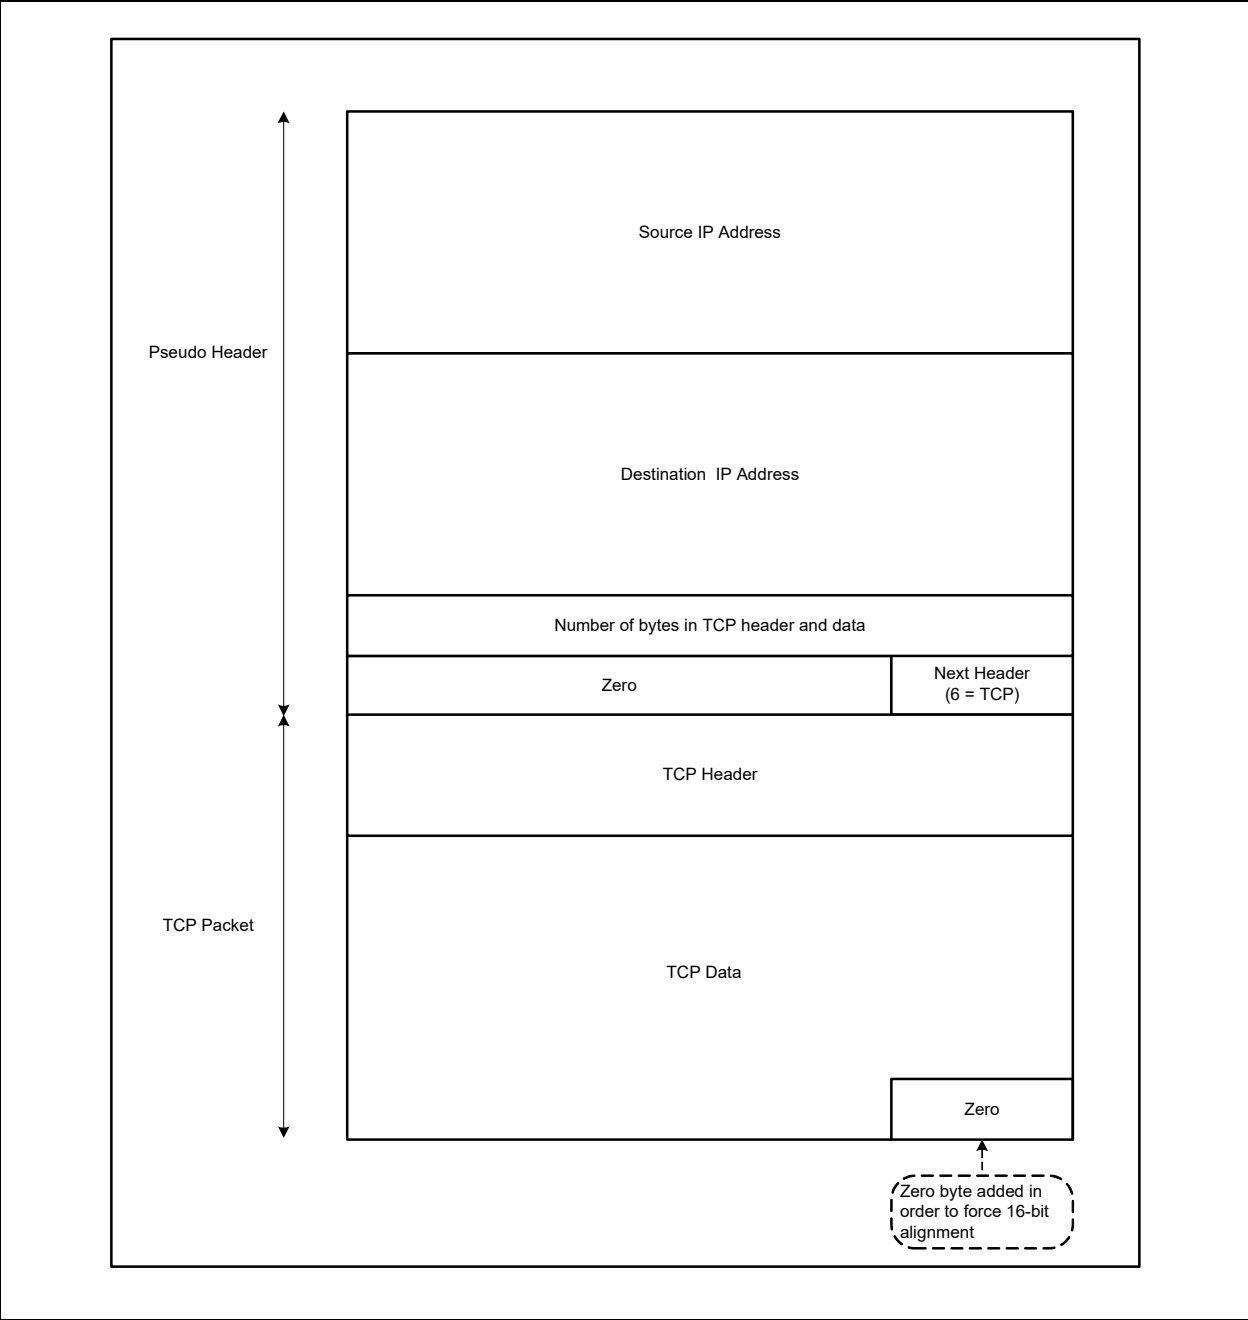 Source IP Address
Pseudo Header
Destination  IP Address
Number of bytes in TCP header and data
Zero
Next Header
(6 = TCP)
TCP Header
TCP Packet
TCP Data
Zero
Zero byte added in
order to force 16-bit
alignment